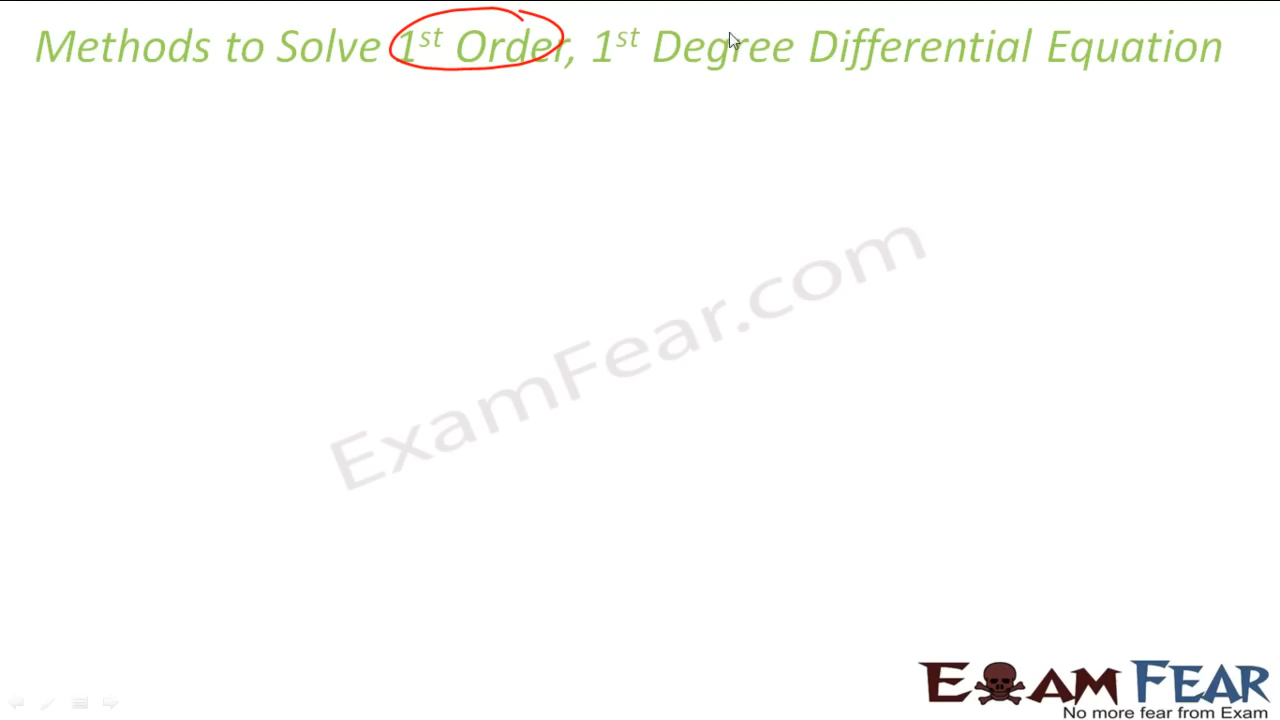 Methods to Solve 1st Order, 1st Degree Differential Equation
ExamFear.com
EXAM FEAR
No more fear from Exam